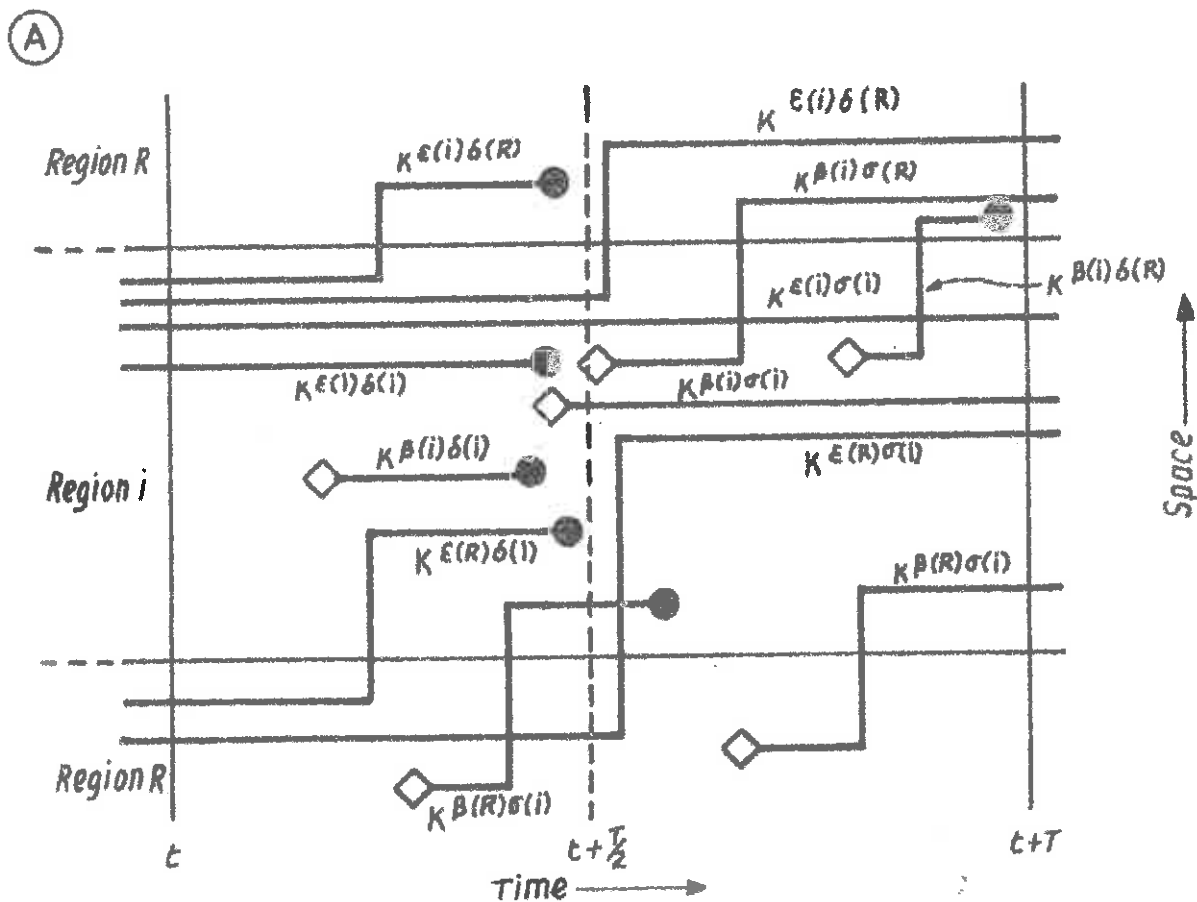 A
K ε(i)δ(R)
Region R
K ε(i)δ(R)
K β(i)σ(R)
K ε(i)σ(i)
K β(i)δ(R)
K ε(i)δ(i)
K β(i)σ(i)
K β(i)δ(i)
K ε(R)σ(i)
Region i
Space
K ε(R)δ(i)
K β(R)σ(i)
Region R
K β(R)σ(i)
t
t + T/2
t+T
Time